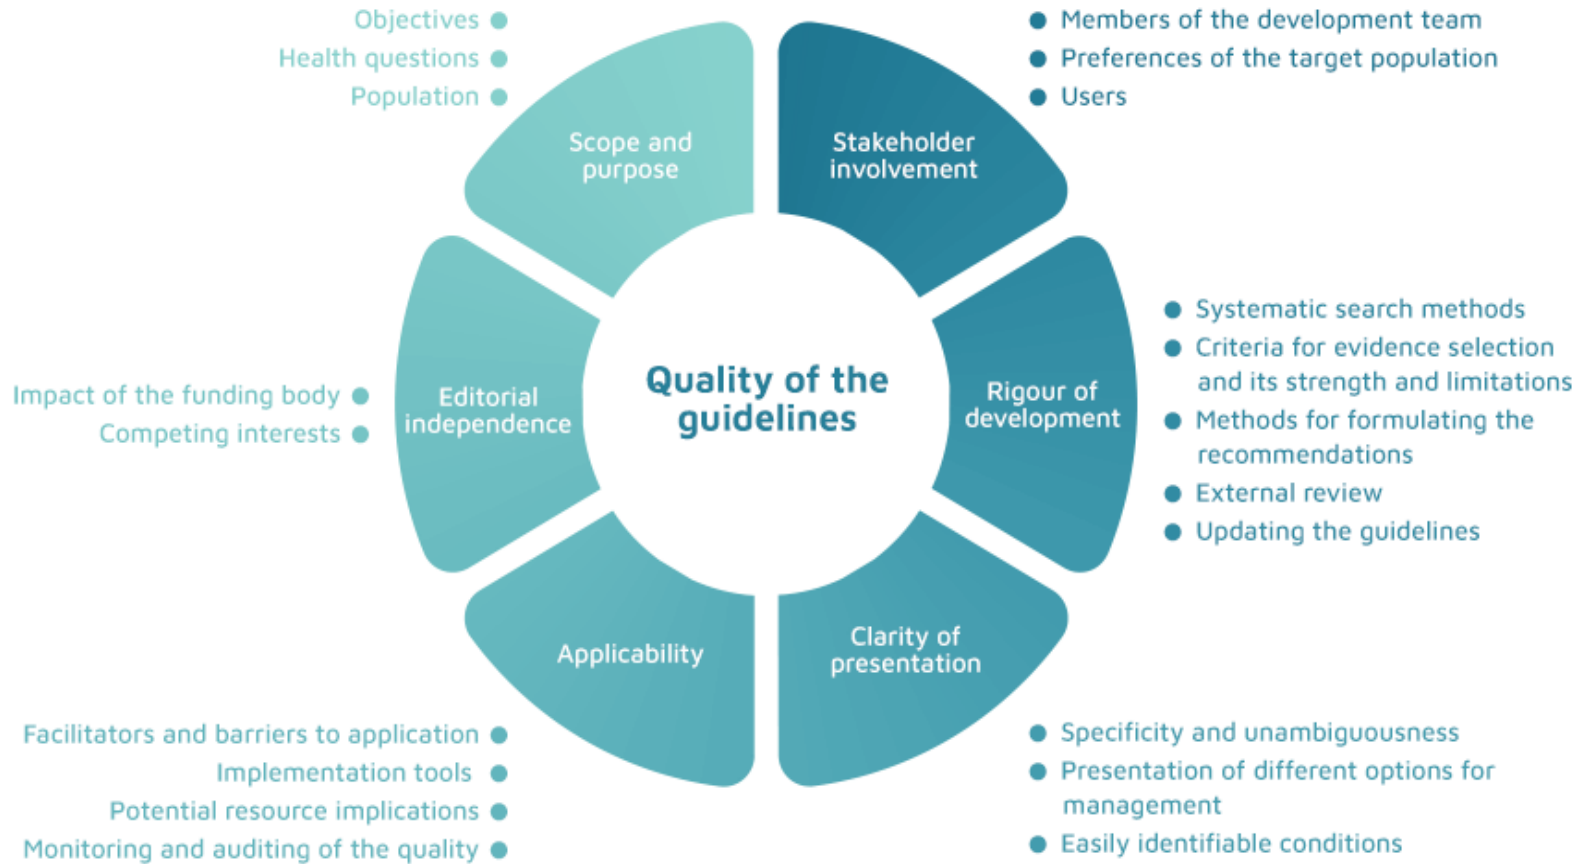 Objectives
Health questions
Population
Scope and
purpose
Members of the development team
Preferences of the target population
Users
Stakeholder
involvement
Systematic search methods
Criteria for evidence selection
and its strength and limitations
Methods for formulating the
recommendations
External review
Updating the guidelines
Rigour of
development
Quality of the
guidelines
Editorial
independence
Impact of the funding body
Competing interests
Applicability
Facilitators and barriers to application
Implementation tools
Potential resource implications
Monitoring and auditing of the quality
Clarity of
presentation
Specificity and unambiguousness
Presentation of different options for
management
Easily identifiable conditions